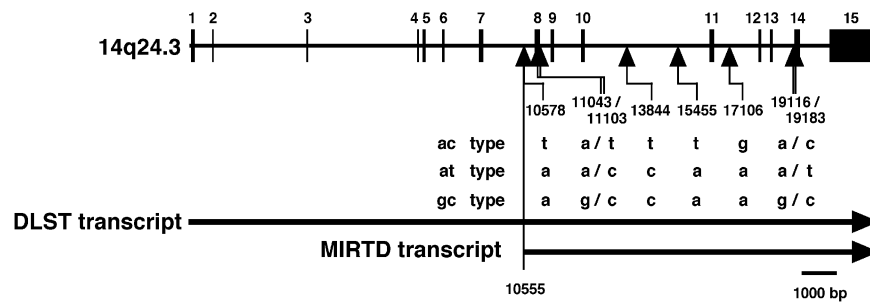 1 2 3 4 5 6 7 8 9 10 11 12 13 14 15
14q24.3
10578 11043 / 11103 13844 15455 17106 19116 / 19183
ac type t a / t t t g a / c
at type a a / c c a a a / t
gc type a g / c c a a g / c
DLST transcript
MIRTD transcript
10555
1000 bp